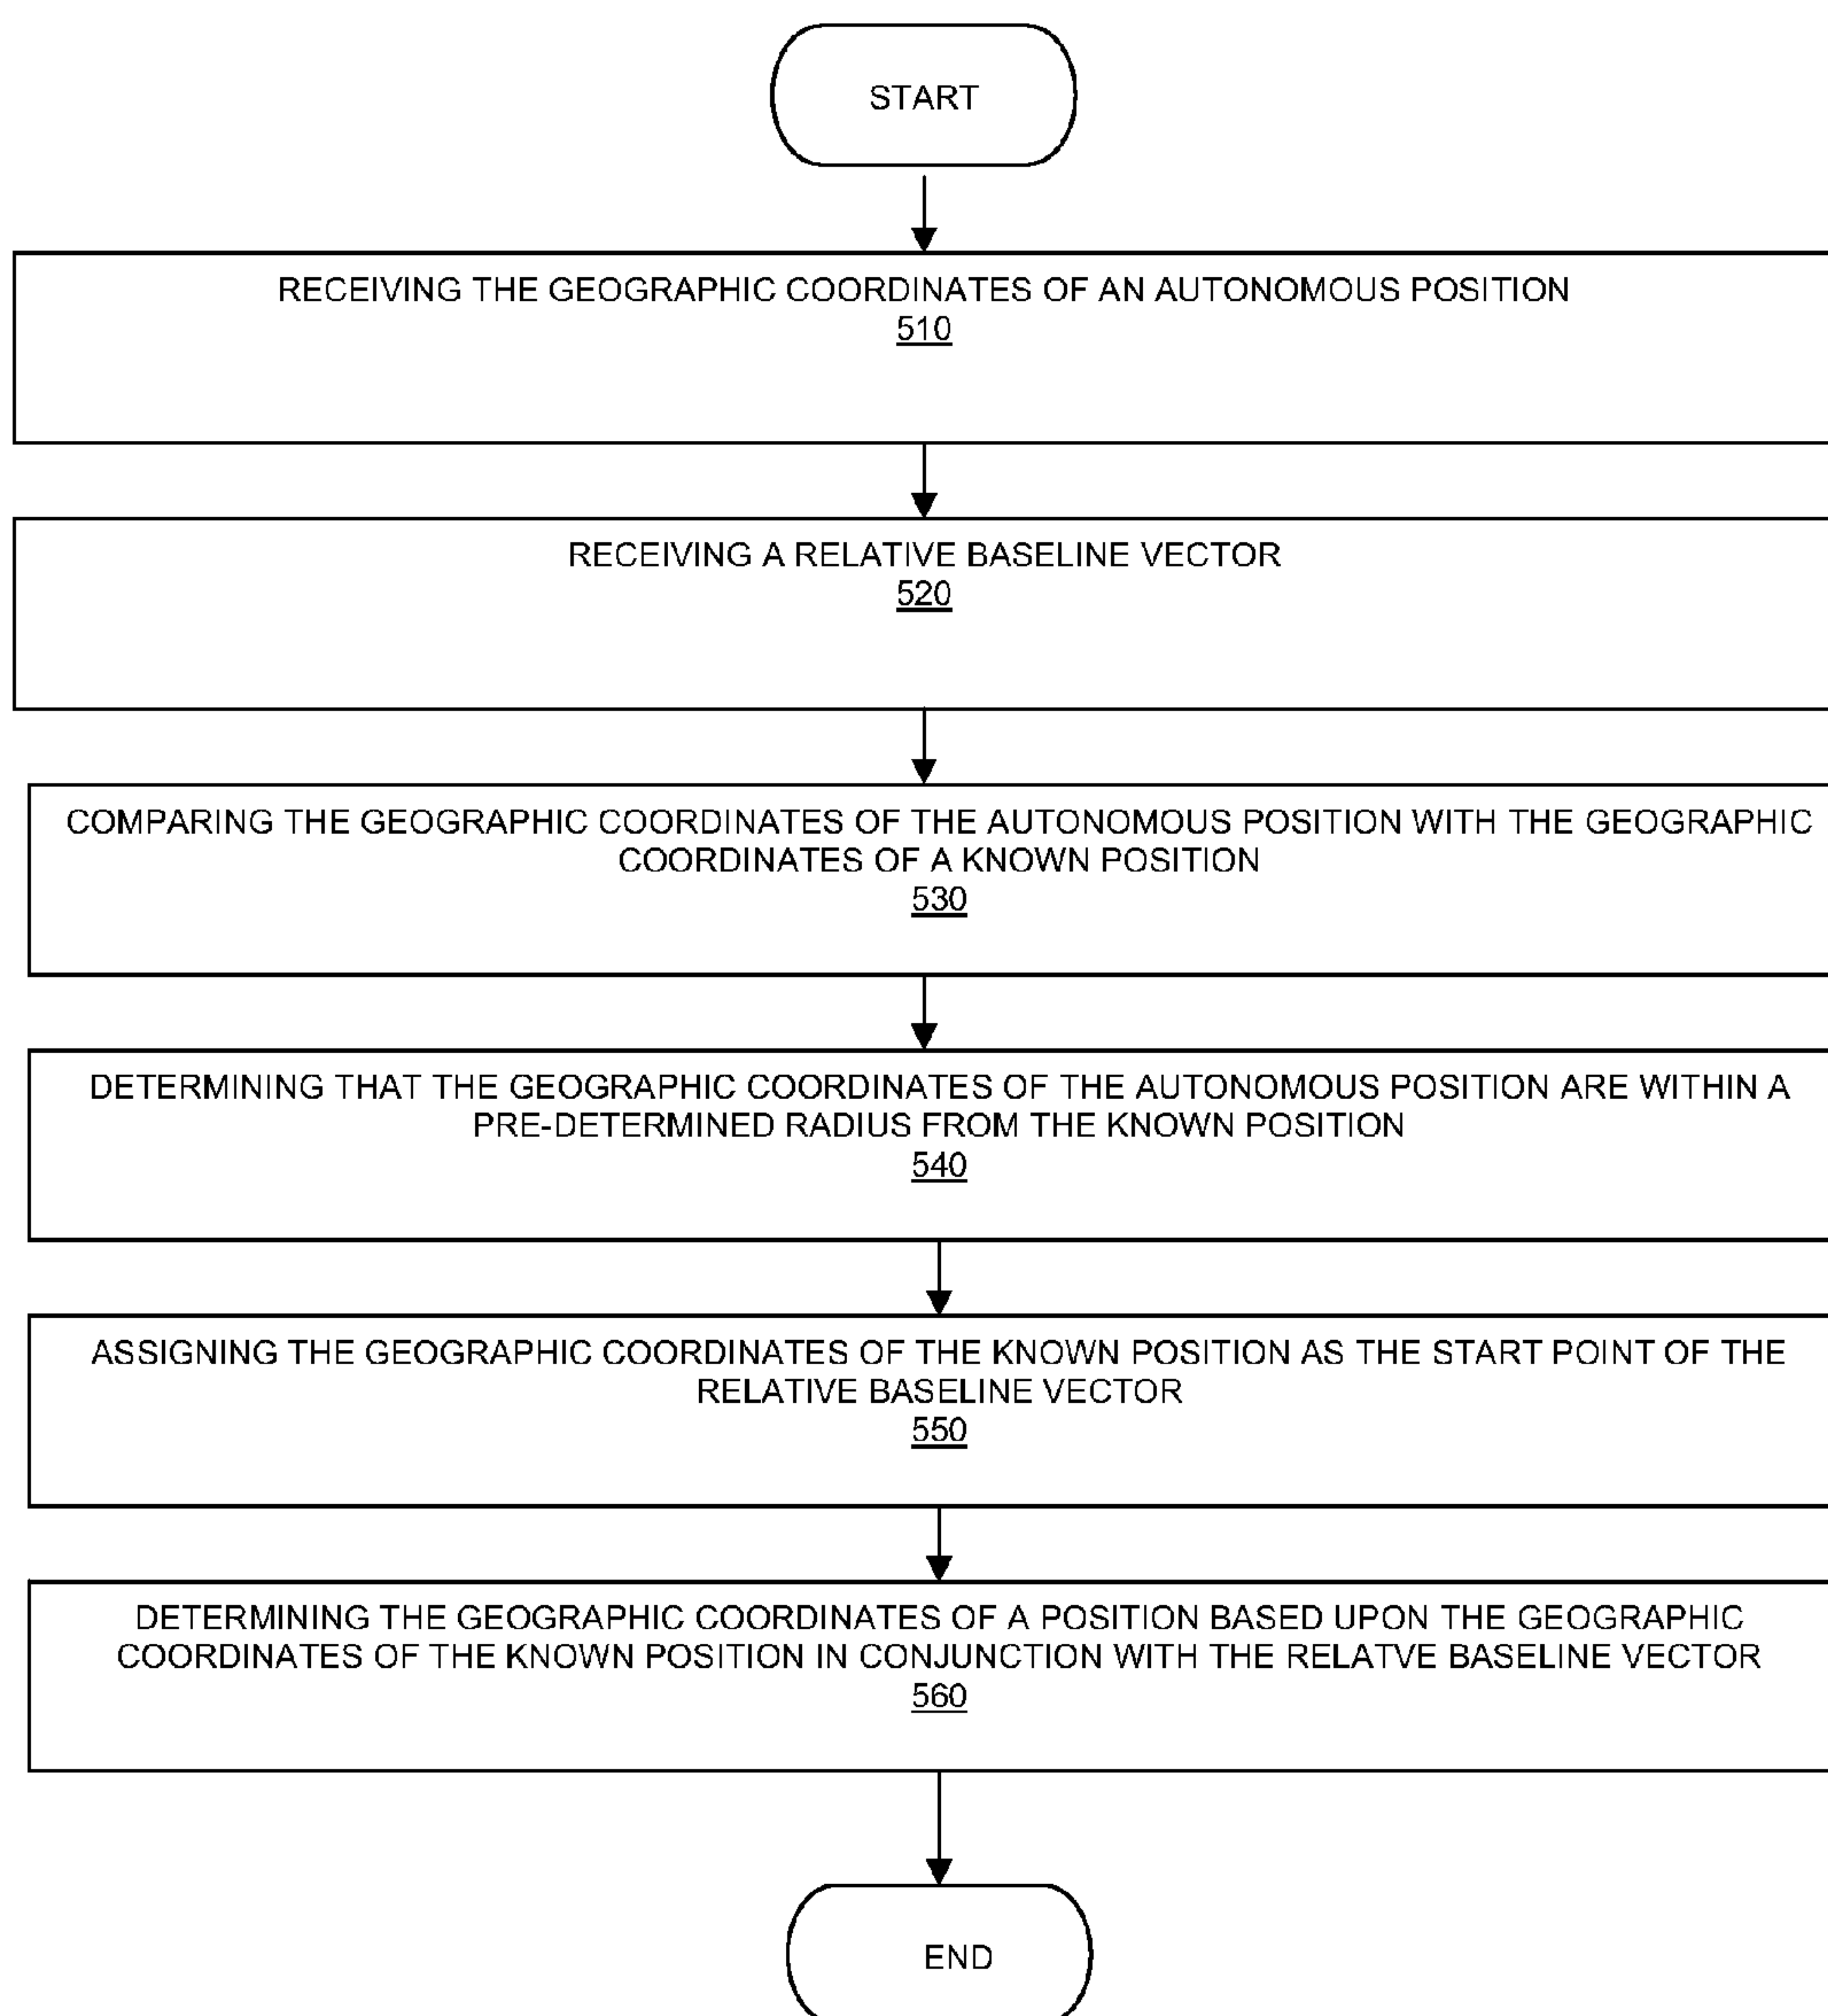 START
RECEIVING THE GEOGRAPHIC COORDINATES OF AN AUTONOMOUS POSITION
510
RECEIVING A RELATIVE BASELINE VECTOR
520
COMPARING THE GEOGRAPHIC COORDINATES OF THE AUTONOMOUS POSITION WITH THE GEOGRAPHIC
COORDINATES OF A KNOWN POSITION
530
DETERMINING THAT THE GEOGRAPHIC COORDINATES OF THE AUTONOMOUS POSITION ARE WITHIN A
PRE-DETERMINED RADIUS FROM THE KNOWN POSITION
540
ASSIGNING THE GEOGRAPHIC COORDINATES OF THE KNOWN POSITION AS THE START POINT OF THE
RELATIVE BASELINE VECTOR
550
DETERMINING THE GEOGRAPHIC COORDINATES OF A POSITION BASED UPON THE GEOGRAPHIC
COORDINATES OF THE KNOWN POSITION IN CONJUNCTION WITH THE RELATVE BASELINE VECTOR
560
END